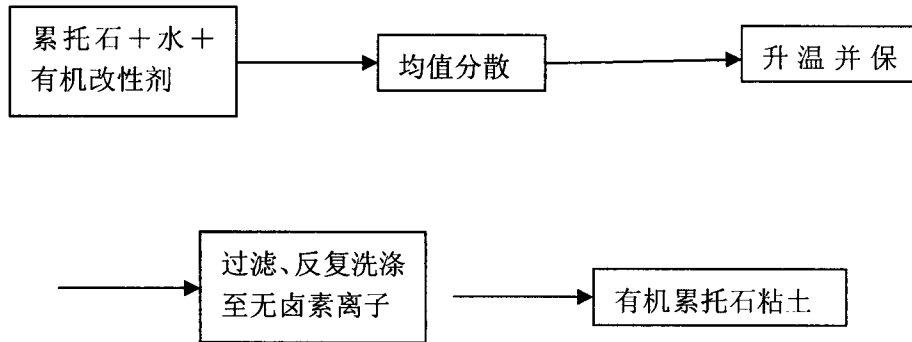 累托石＋水＋
有机改性剂
均值分散
升温并保
过滤、反复洗涤
至无卤素离子
有机累托石粘土